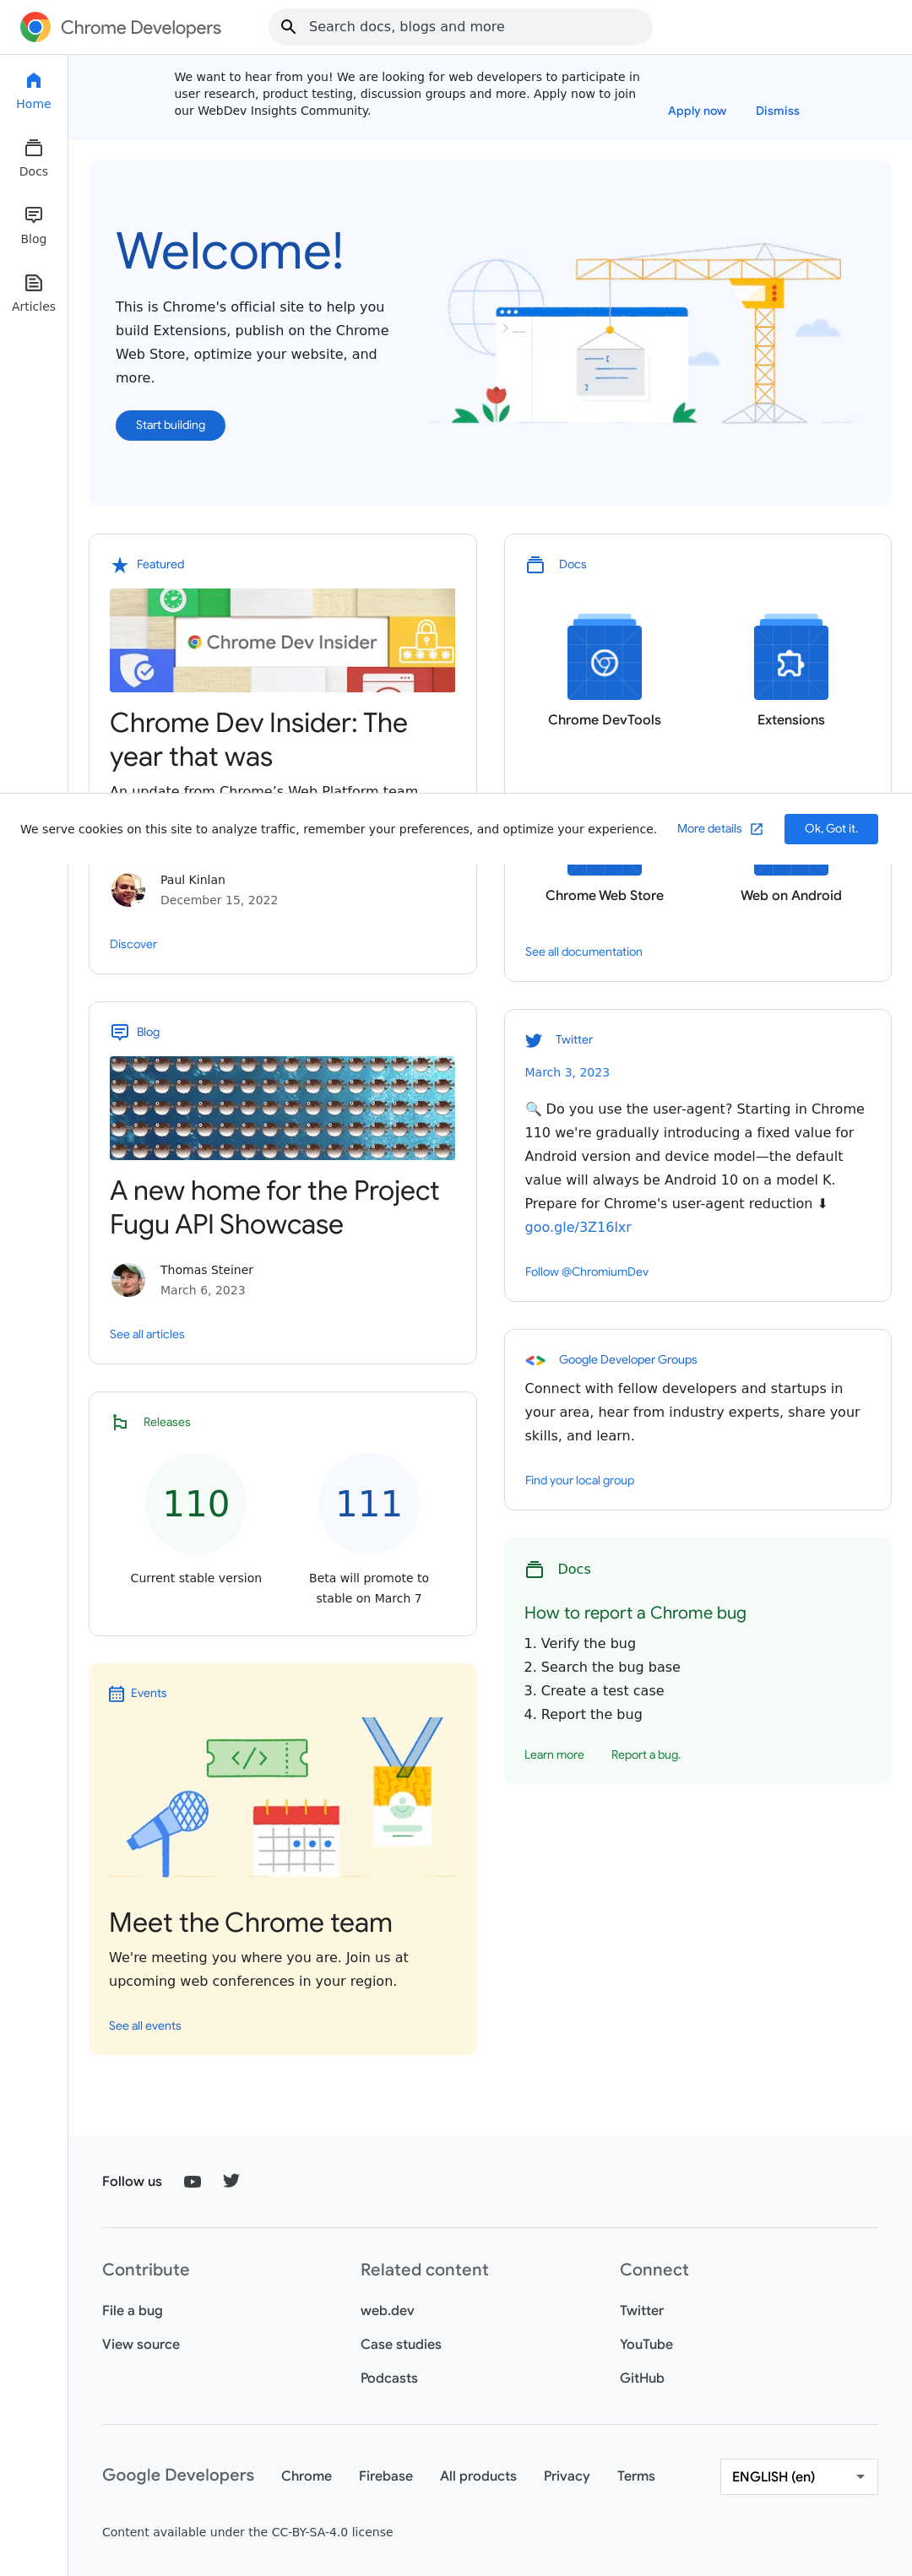 Chrome Developers
Search docs, blogs and more
Home
Docs
Blog
Articles
We want to hear from you! We are looking for web developers to participate in
user research, product testing, discussion groups and more. Apply now to join
our WebDev Insights Community.
Apply now
Dismiss
Welcome!
This is Chrome's official site to help you
build Extensions, publish on the Chrome
Web Store, optimize your website, and
more.
Start building
Featured
Chrome Dev Insider
Chrome Dev Insider: The
year that was
An update from Chrome’s Web Platform team
Docs
Chrome DevTools
Extensions
We serve cookies on this site to analyze traffic, remember your preferences, and optimize your experience.
More details
Ok, Got it.
Paul Kinlan
December 15, 2022
Discover
Chrome Web Store
Web on Android
See all documentation
Blog
A new home for the Project
Fugu API Showcase
Thomas Steiner
March 6, 2023
See all articles
Twitter
March 3, 2023
🔍 Do you use the user-agent? Starting in Chrome
110 we're gradually introducing a fixed value for
Android version and device model—the default
value will always be Android 10 on a model K.
Prepare for Chrome's user-agent reduction ⬇
goo.gle/3Z16lxr
Follow @ChromiumDev
Google Developer Groups
Connect with fellow developers and startups in
your area, hear from industry experts, share your
skills, and learn.
Find your local group
Releases
110
Current stable version
111
Beta will promote to
stable on March 7
Docs
How to report a Chrome bug
1. Verify the bug
2. Search the bug base
3. Create a test case
4. Report the bug
Learn more
Report a bug.
Events
</>
Meet the Chrome team
We're meeting you where you are. Join us at
upcoming web conferences in your region.
See all events
Follow us
Contribute
File a bug
View source
Related content
web.dev
Case studies
Podcasts
Connect
Twitter
YouTube
GitHub
Google Developers
Chrome
Firebase
All products
Privacy
Terms
ENGLISH (en)
Content available under the CC-BY-SA-4.0 license